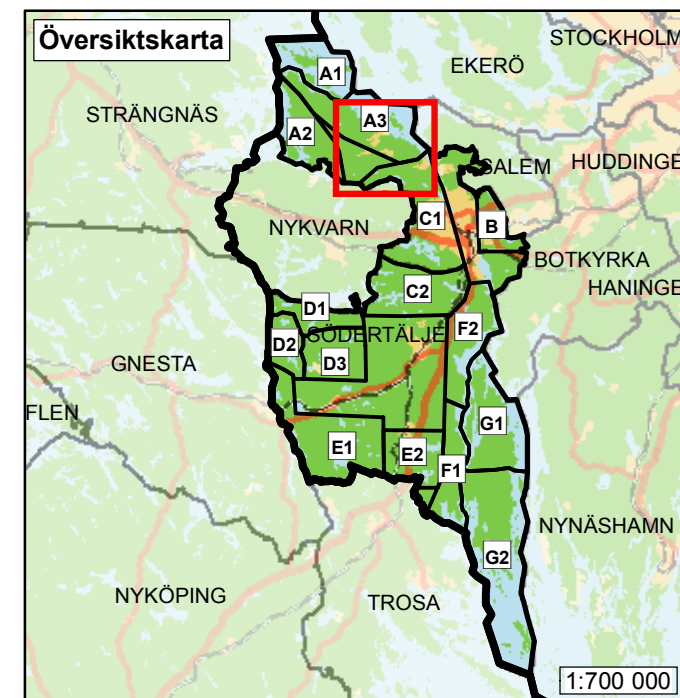 Översiktskarta
STOCKHOLM
EKERÖ
A1
STRÄNGNÄS
A3
A2
SALEM
HUDDINGE
NYKVARN
C1
B
BOTKYRKA
HANINGE
C2
D1
SÖDERTÄLJE
F2
D2
D3
GNESTA
FLEN
G1
E1
E2
F1
NYNÄSHAMN
G2
NYKÖPING
TROSA
1:700 000